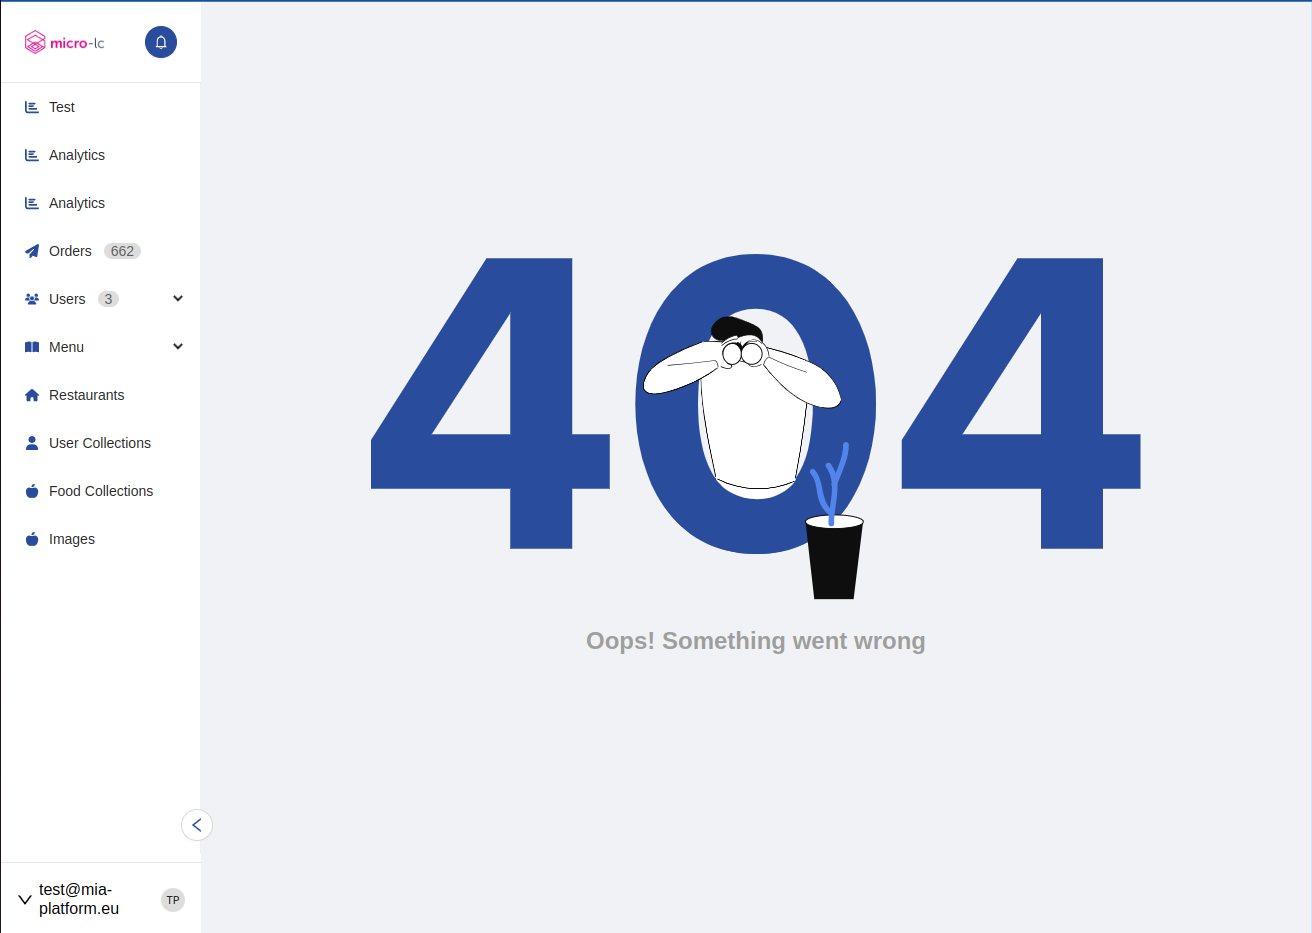 micro-lc
Test
Analytics
Analytics
Orders 662
Users 3
Menu
Restaurants
User Collections
Food Collections
Images
test@mia-
platform.eu
TP
404
Oops! Something went wrong